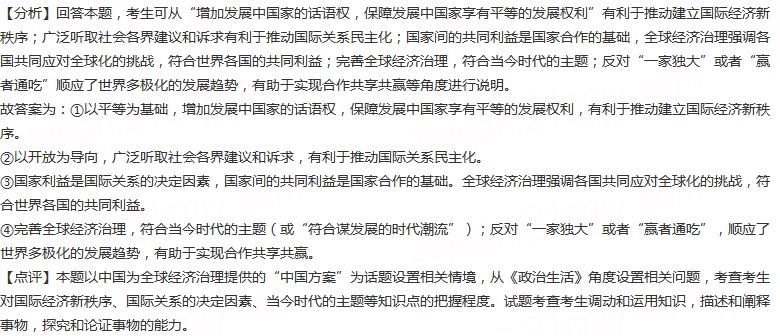 【分析】回答本题，考生可从“增加发展中国家的话语权，保障发展中国家享有平等的发展权利”有利于推动建立国际经济新
秩序；广泛听取社会各界建议和诉求有利于推动国际关系民主化；国家间的共同利益是国家合作的基础，全球经济治理强调各
国共同应对全球化的挑战，符合世界各国的共同利益；完善全球经济治理，符合当今时代的主题；反对“一家独大”或者“赢
者通吃”顺应了世界多极化的发展趋势，有助于实现合作共享共赢等角度进行说明。
故答案为：①以平等为基础，增加发展中国家的话语权，保障发展中国家享有平等的发展权利，有利于推动建立国际经济新秩
序。
②以开放为导向，广泛听取社会各界建议和诉求，有利于推动国际关系民主化。
③国家利益是国际关系的决定因素，国家间的共同利益是国家合作的基础。全球经济治理强调各国共同应对全球化的挑战，符
合世界各国的共同利益。
④完善全球经济治理，符合当今时代的主题（或“符合谋发展的时代潮流”）；反对“一家独大”或者“赢者通吃”，顺应了
世界多极化的发展趋势，有助于实现合作共享共赢。
【点评】本题以中国为全球经济治理提供的“中国方案”为话题设置相关情境，从《政治生活》角度设置相关问题，考查考生
对国际经济新秩序、国际关系的决定因素、当今时代的主题等知识点的把握程度。试题考查考生调动和运用知识，描述和阐释
事物，探究和论证事物的能力。